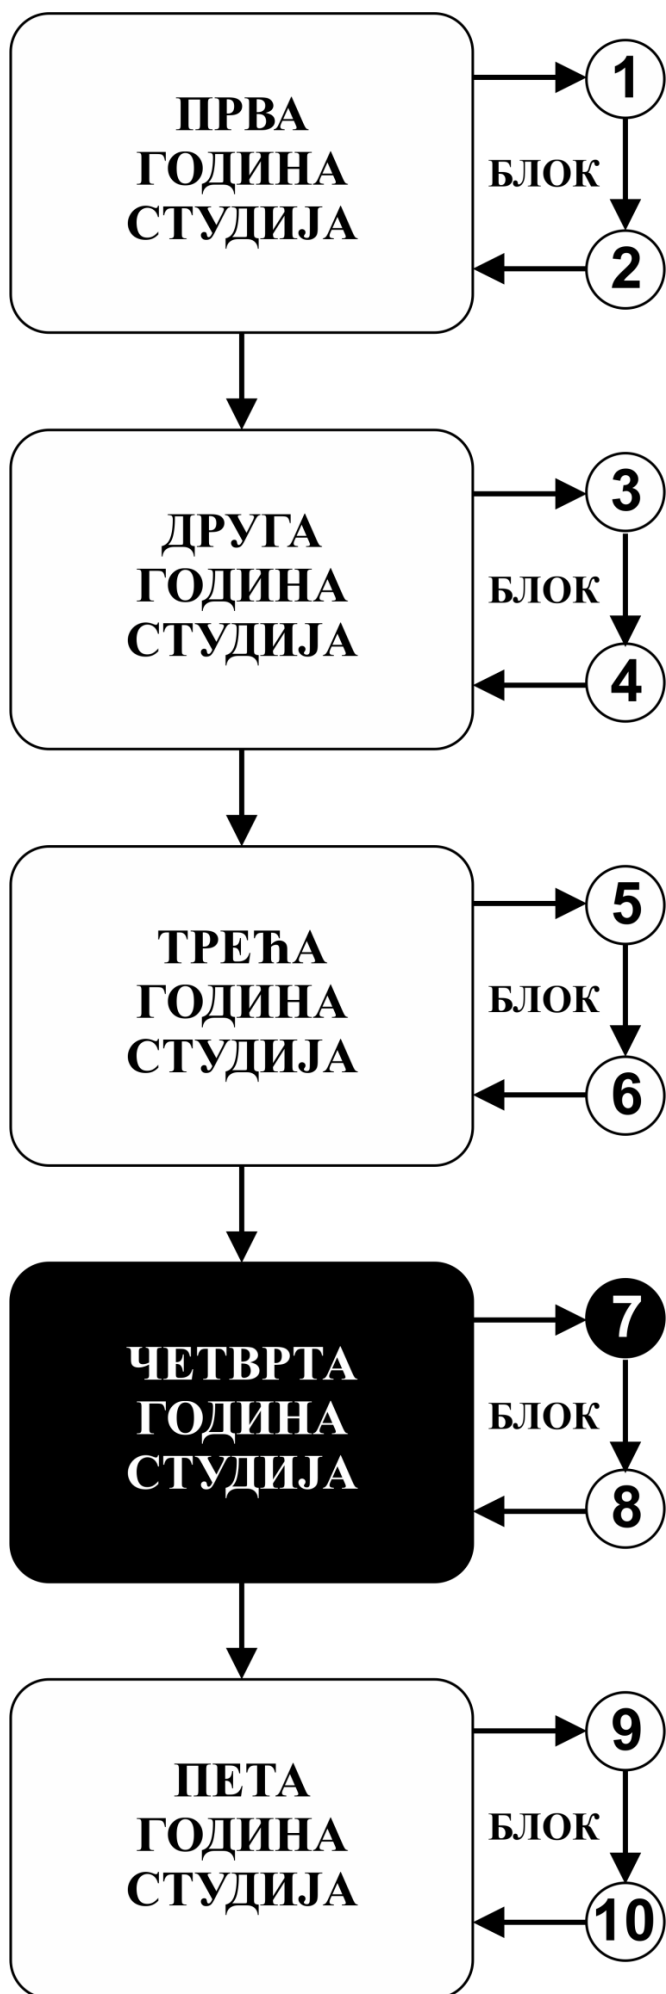 ПРВА
ГОДИНА
СТУДИЈА
1
БЛОК
2
ДРУГА
ГОДИНА
СТУДИЈА
3
БЛОК
4
ТРЕЋА
ГОДИНА
СТУДИЈА
5
БЛОК
6
ЧЕТВРТА
ГОДИНА
СТУДИЈА
7
БЛОК
8
ПЕТА
ГОДИНА
СТУДИЈА
9
БЛОК
10